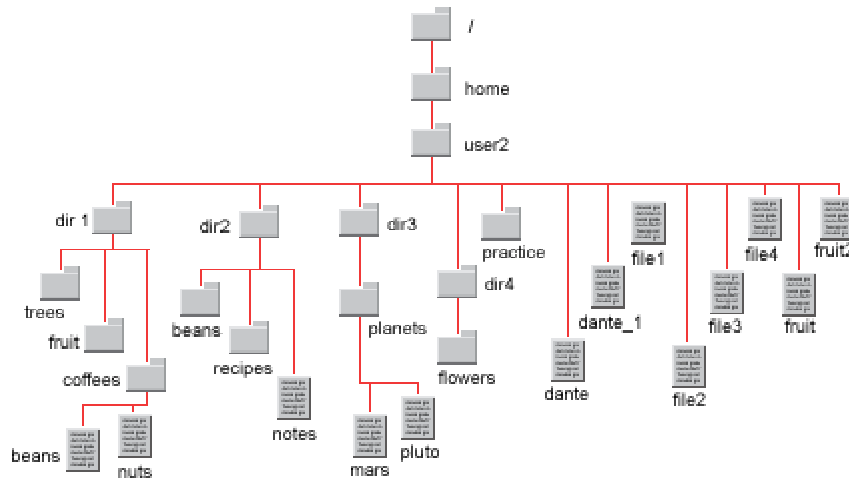 /
home
user2
dir 1
dir2
dir3
practice
dir4
file1
dante_1
file2
file3
file4
fruit
fruit2
dante
trees
fruit
coffees
beans
nuts
beans
recipes
notes
planets
mars
pluto
flowers